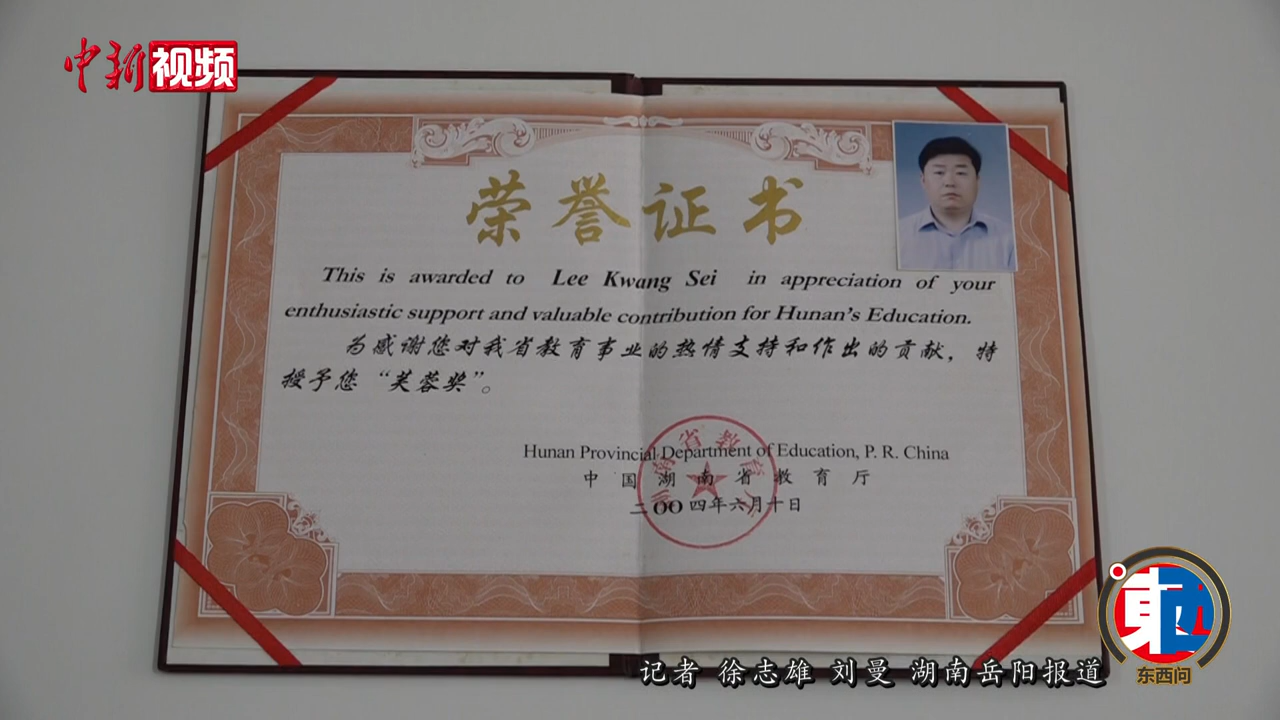 中新视频
荣誉证书
This is awarded to Lee Kwang Sei in appreciation of your
enthusiastic support and valuable contribution for Hunan's Education.
为感谢您对我省教育事业的热情支持和作出的贡献，特
授予您“芙蓉奖”。
Hunan Provincial Department of Education, P. R. China
中国湖南省教育厅
二OO四年六月十日
记者 徐志雄 刘曼 湖南岳阳报道
东西问